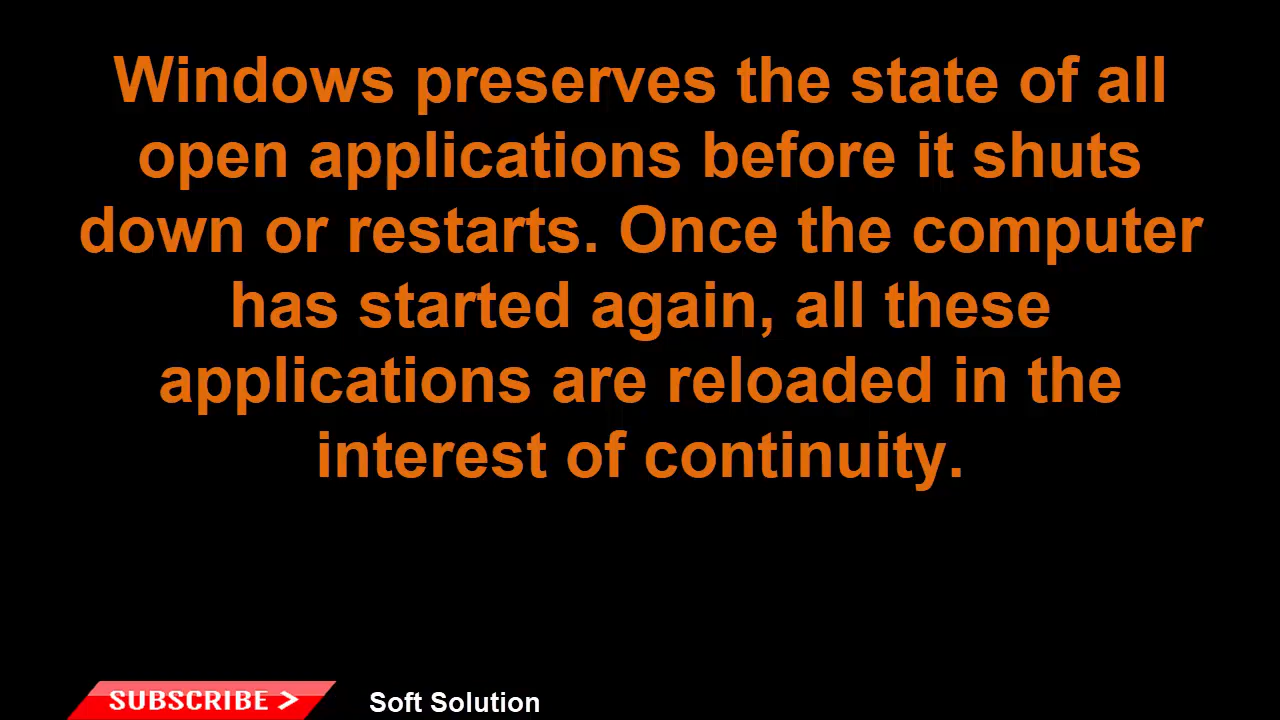 Windows preserves the state of all
open applications before it shuts
down or restarts. Once the computer
has started again, all these
applications are reloaded in the
interest of continuity.
SUBSCRIBE >
Soft Solution